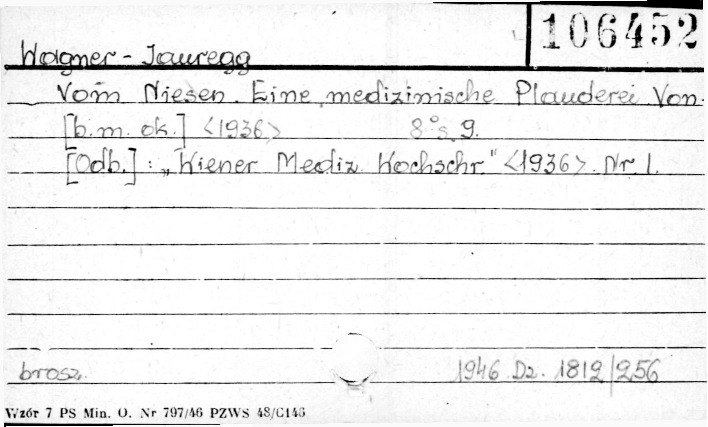 106452
Wagner - Jauregg
Vom Niesen. Eine medizinische Plauderei Von
[b.m. ok.] <1936> 8° s. 9.
[Odb.] : „Wiener Mediz Wochschr." <1936> Nr 1.
brosz. 1946 Dz. 1812/256
Wzór 7 PS Min. O. Nr 797/46 PZWS 48/C146